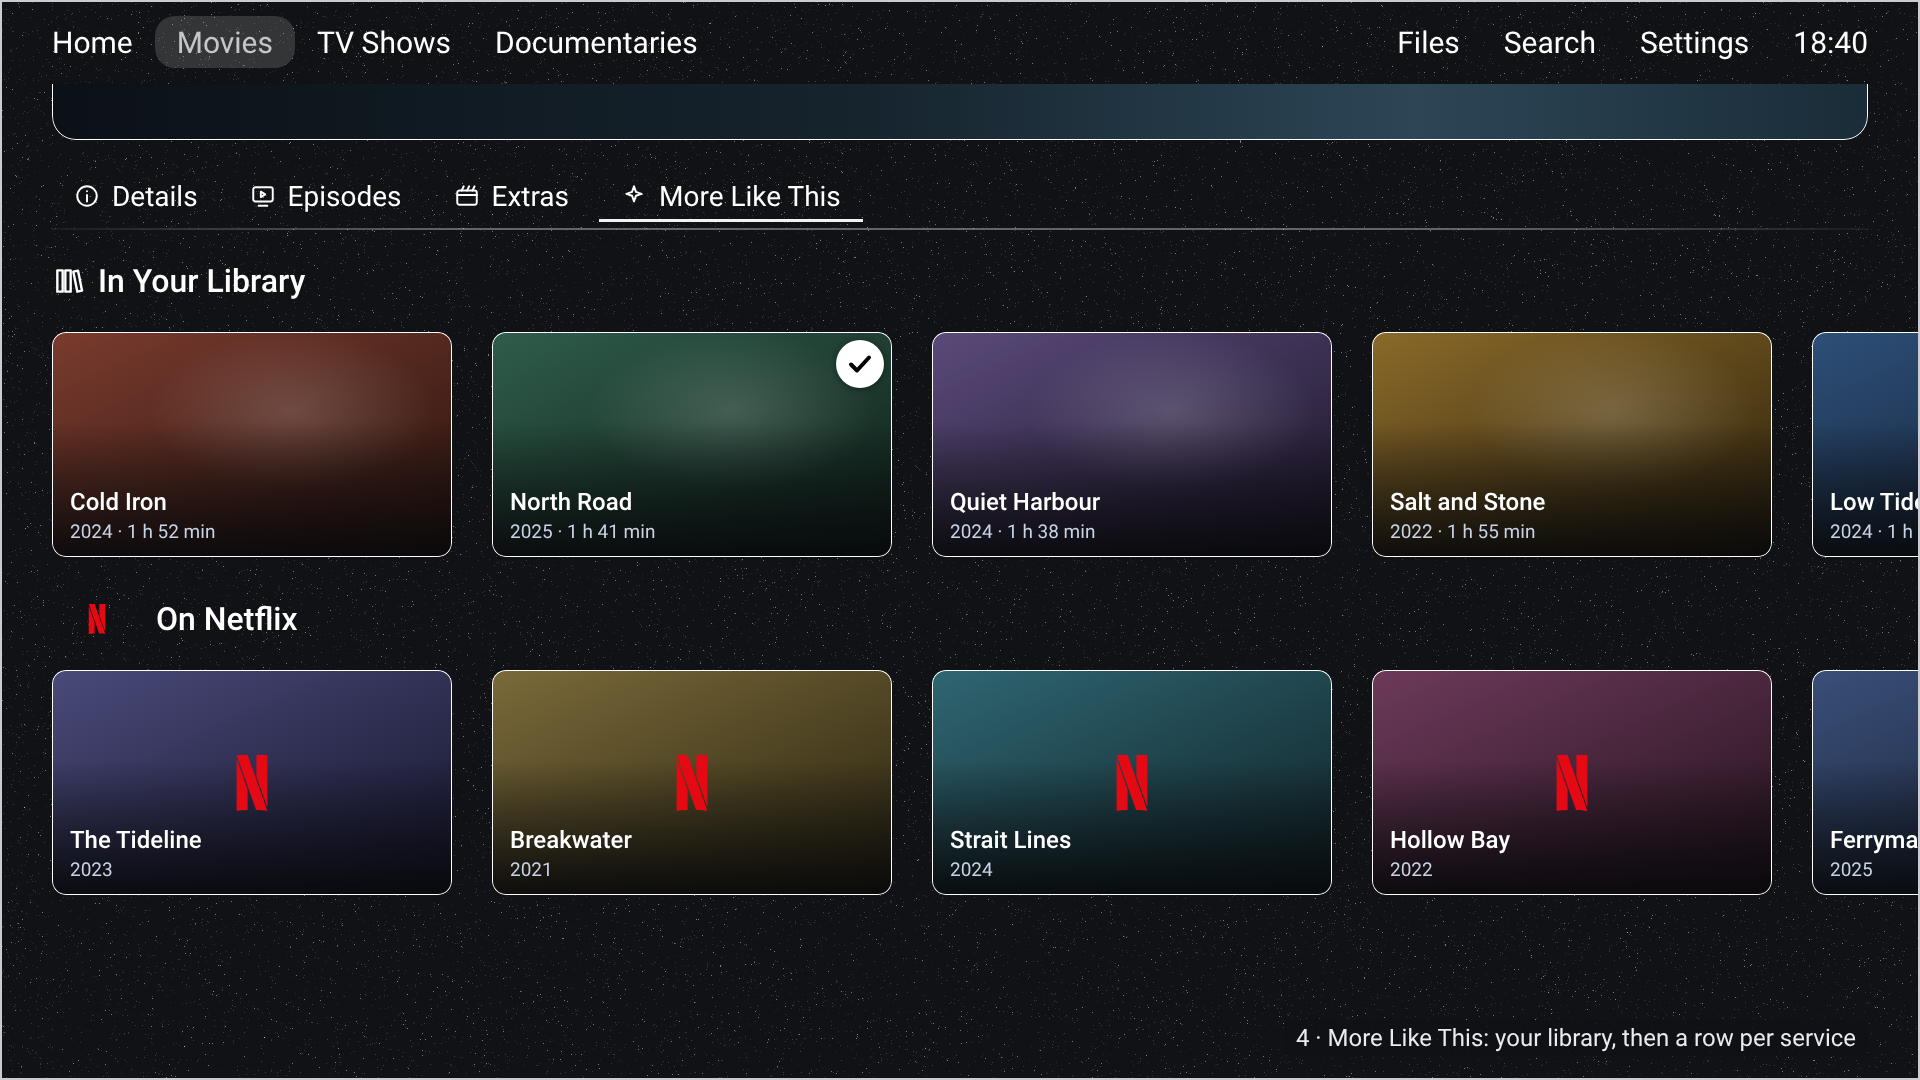 Home Movies TV Shows Documentaries Files Search Settings 18:40
Details Episodes Extras More Like This
In Your Library
Cold Iron
2024 · 1 h 52 min
North Road
2025 · 1 h 41 min
Quiet Harbour
2024 · 1 h 38 min
Salt and Stone
2022 · 1 h 55 min
Low
2024 · 1 h
N On Netflix
N
The Tideline
2023
N
Breakwater
2021
N
Strait Lines
2024
N
Hollow Bay
2022
2025
4 · More Like This: your library, then a row per service